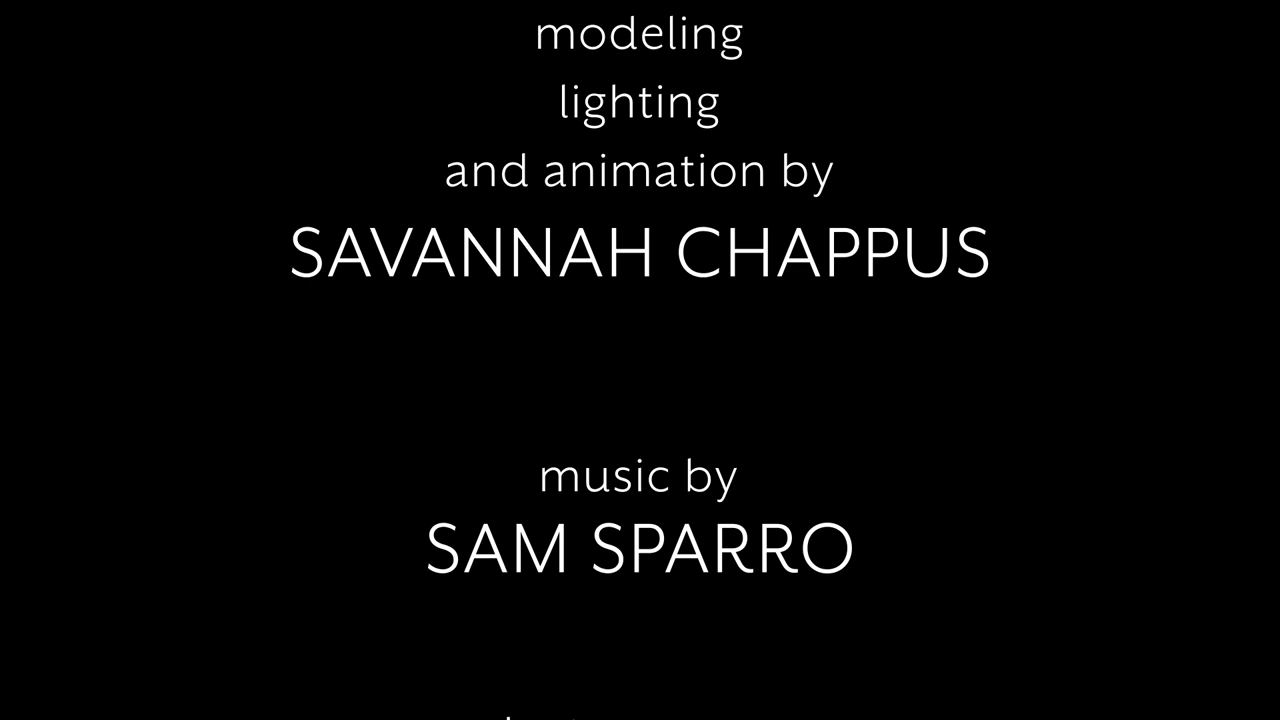 modeling
lighting
and animation by
SAVANNAH CHAPPUS
music by
SAM SPARRO